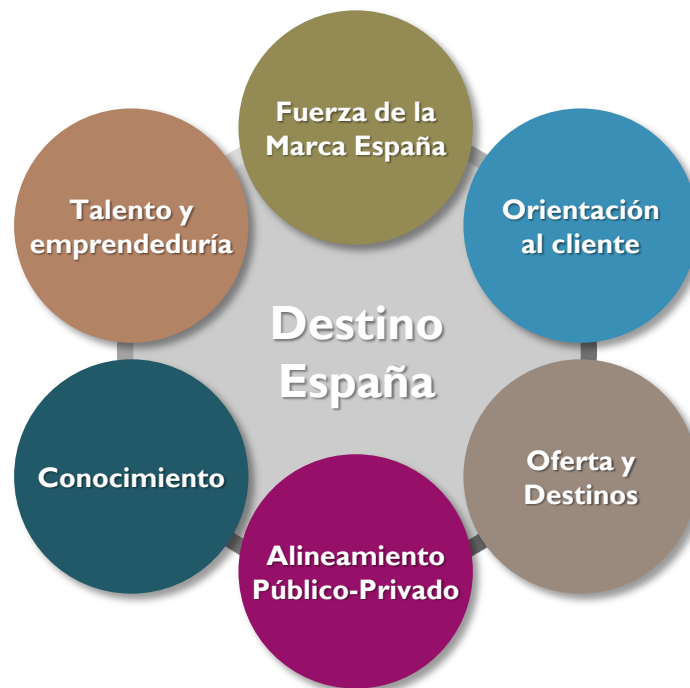 Fuerza de la
Marca España
Talento y
emprendeduría
Orientación
al cliente
Destino
España
Conocimiento
Oferta y
Destinos
Alineamiento
Público-Privado